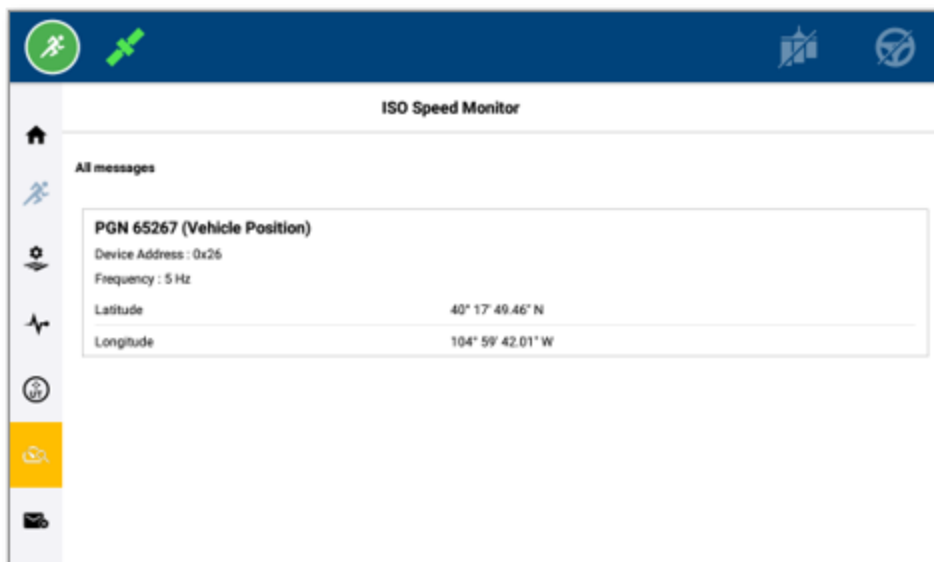 ISO Speed Monitor
All messages
PGN 65267 (Vehicle Position)
Device Address : 0x26
Frequency : 5 Hz
Latitude 40° 17' 49.46" N
Longitude 104° 59' 42.01" W
UT